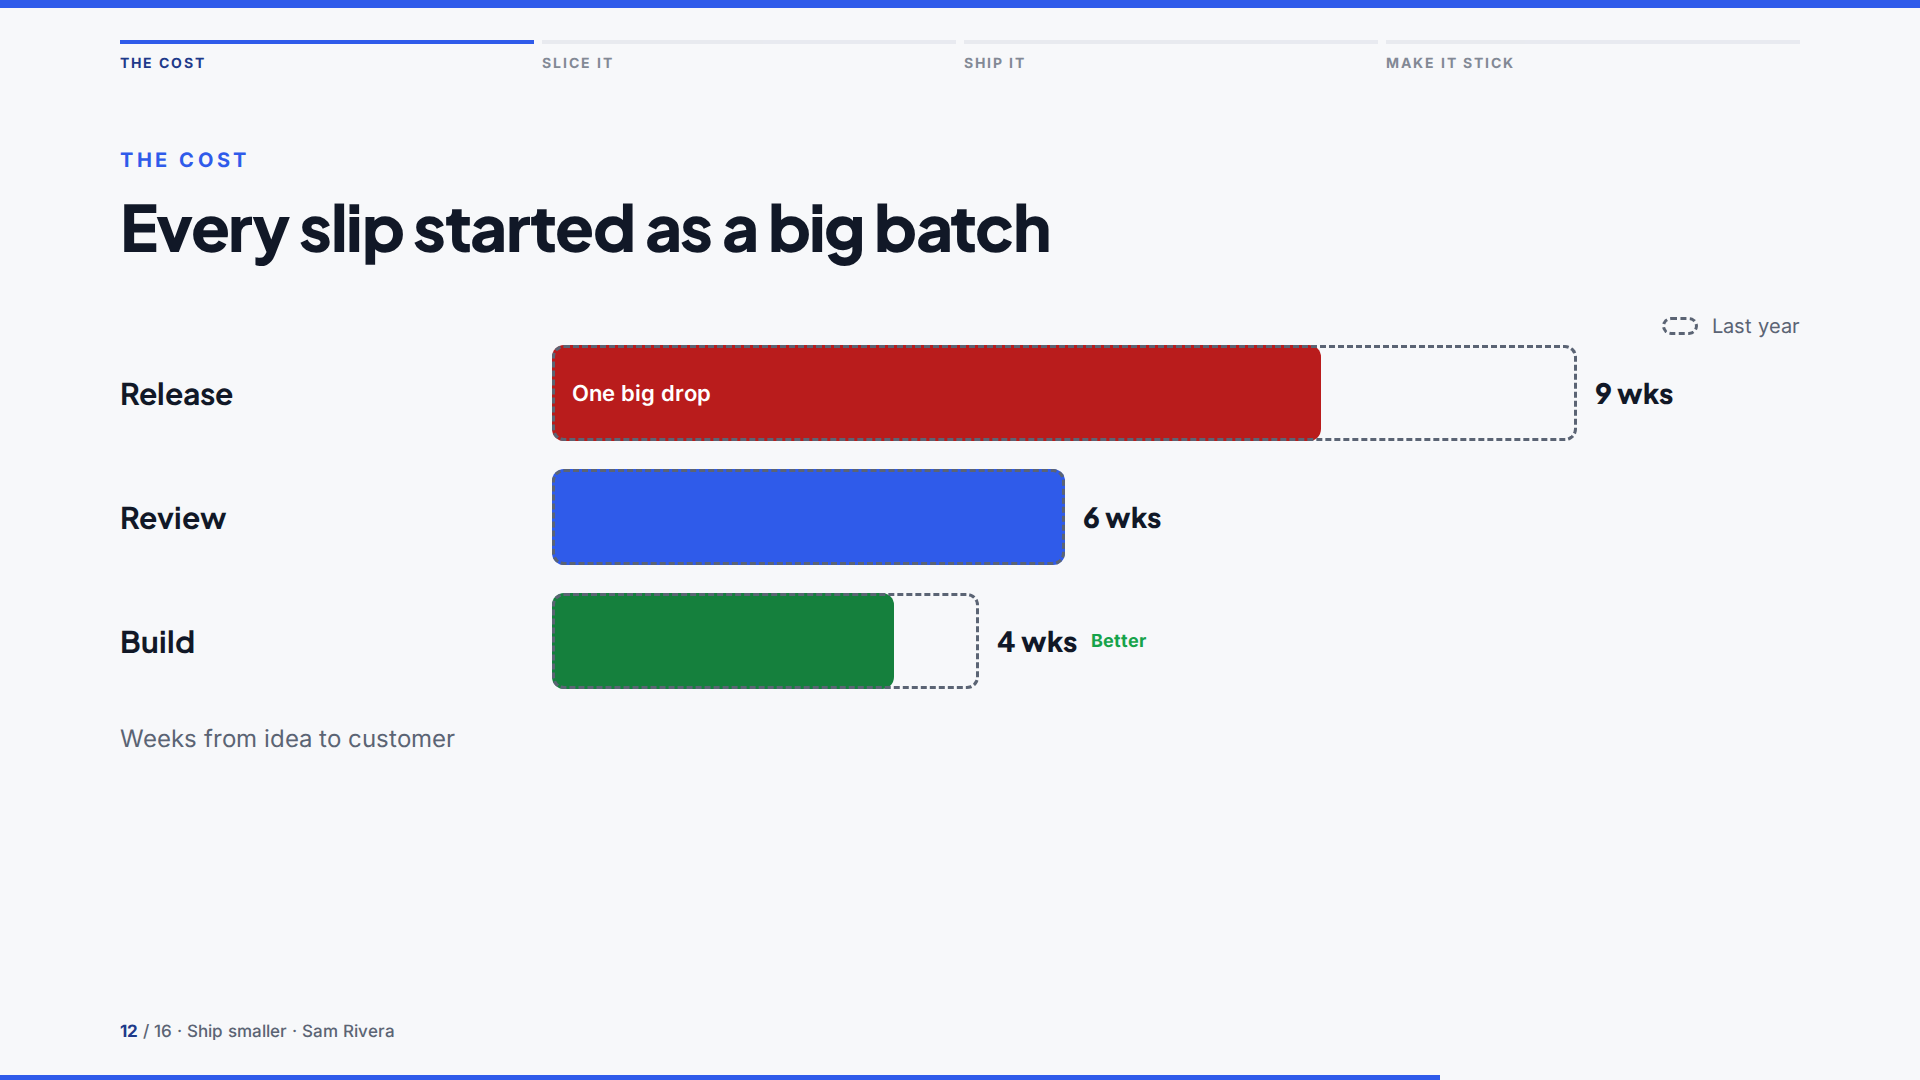 THE COST
SLICE IT
SHIP IT
MAKE IT STICK
THE COST
Every slip started as a big batch
Last year
Release
One big drop
9 wks
Review
6 wks
Build
4 wks Better
Weeks from idea to customer
12 / 16 · Ship smaller · Sam Rivera